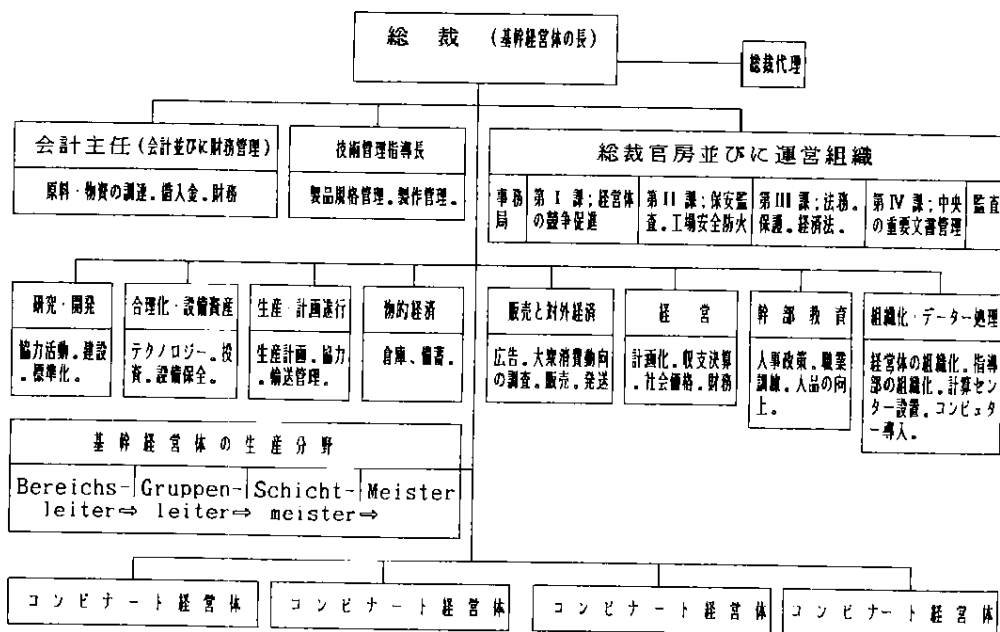 総 裁 (基幹経営体の長)
総裁代理
会計主任(会計並びに財務管理)
原料・物資の調達。借入金。財務
技術管理指導長
製品規格管理。製作管理。
総裁官房並びに運営組織
事務
局
第 I 課;経営体
の競争促進
第 II 課;保安監
査。工場安全防火
第 III 課;法務。
保護。経済法。
第 IV 課;中央
の重要文書管理
監査
研究・開発
協力活動。建設
。標準化。
合理化・設備資産
テクノロジー。投
資。設備保全。
生産・計画進行
生産計画。協力
。輸送管理。
物的経済
倉庫、備蓄。
販売と対外経済
広告。大衆消費動向
の調査。販売。発送
経 営
計画化。収支決算
。社会価格。財務
幹 部 教 育
人事政策。職業
訓練。人品の向
上。
組織化・データー処理
経営体の組織化。指導
部の組織化。計算セン
ター設置。コンピュタ
ー導入。
基 幹 経 営 体 の 生 産 分 野
Bereichs-
leiter⇒
Gruppen-
leiter⇒
Schicht-
meister⇒
Meister
コ ン ビ ナ ー ト 経 営 体
コ ン ビ ナ ー ト 経 営 体
コ ン ビ ナ ー ト 経 営 体
コ ン ビ ナ ー ト 経 営 体